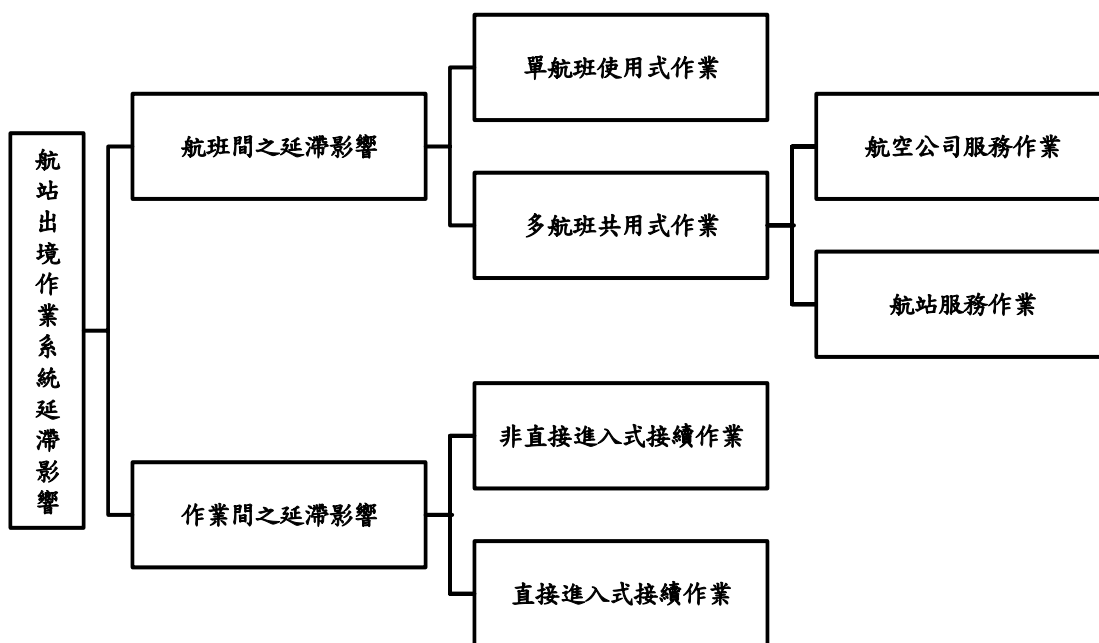 航站出境作業系統延滯影響
航班間之延滯影響
單航班使用式作業
多航班共用式作業
航空公司服務作業
航站服務作業
作業間之延滯影響
非直接進入式接續作業
直接進入式接續作業